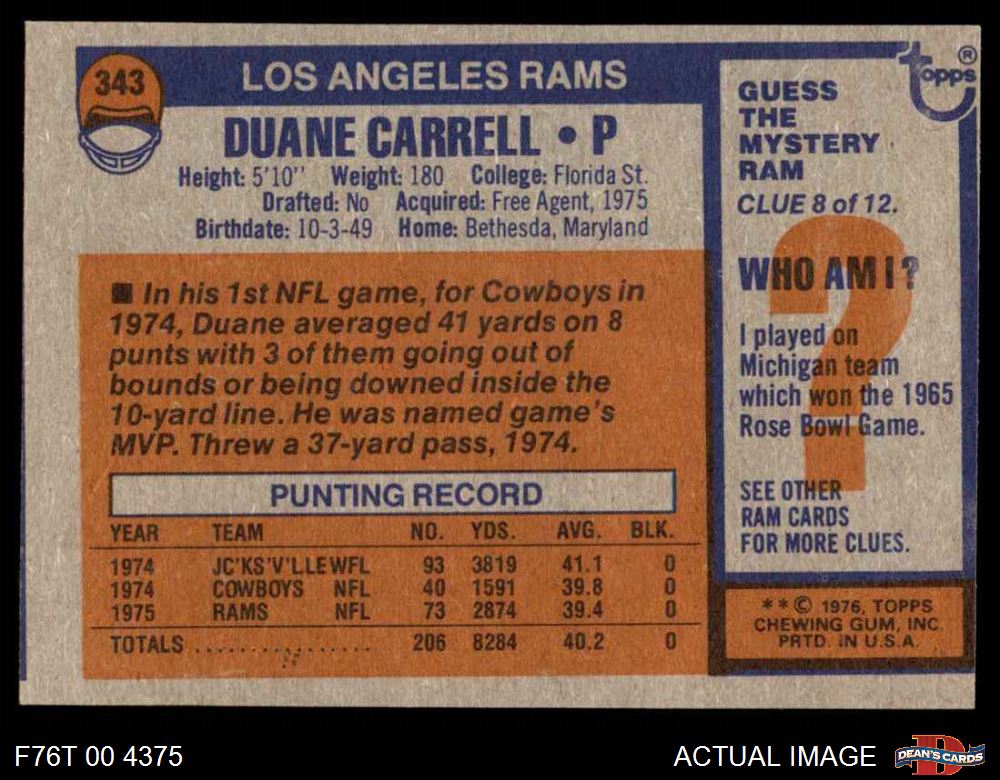 343
LOS ANGELES RAMS
DUANE CARRELL • P
Height: 5'10'' Weight: 180 College: Florida St.
Drafted: No Acquired: Free Agent, 1975
Birthdate: 10-3-49 Home: Bethesda, Maryland
■ In his 1st NFL game, for Cowboys in
1974, Duane averaged 41 yards on 8
punts with 3 of them going out of
bounds or being downed inside the
10-yard line. He was named game's
MVP. Threw a 37-yard pass, 1974.
PUNTING RECORD
YEAR TEAM NO. YDS. AVG. BLK.
1974 JC'KS'V'LLE WFL 93 3819 41.1 0
1974 COWBOYS NFL 40 1591 39.8 0
1975 RAMS NFL 73 2874 39.4 0
TOTALS ................. 206 8284 40.2 0
topps ®
GUESS
THE
MYSTERY
RAM
CLUE 8 of 12.
?
WHO AM I?
I played on
Michigan team
which won the 1965
Rose Bowl Game.
SEE OTHER
RAM CARDS
FOR MORE CLUES.
**© 1976, TOPPS
CHEWING GUM, INC.
PRTD. IN U.S.A.
F76T 00 4375
ACTUAL IMAGE
D
DEAN'S CARDS